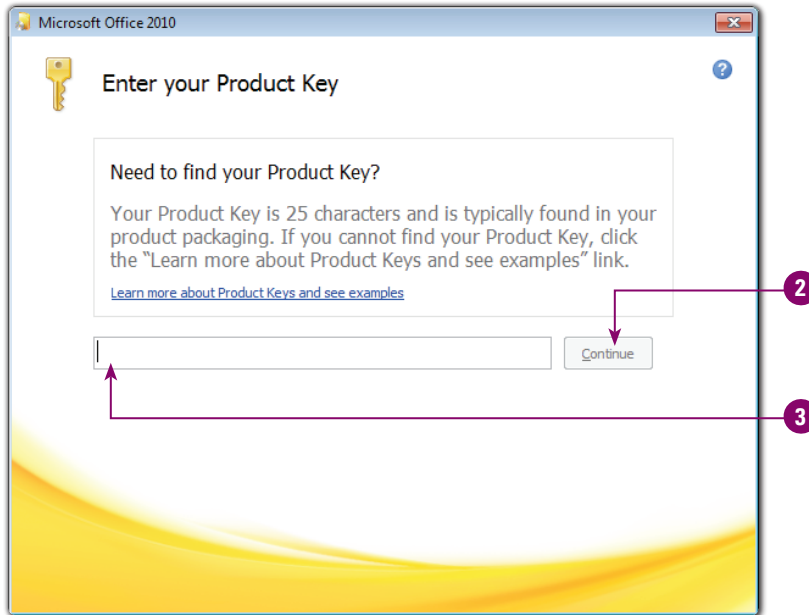 Microsoft Office 2010
?
Enter your Product Key
Need to find your Product Key?
Your Product Key is 25 characters and is typically found in your
product packaging. If you cannot find your Product Key, click
the “Learn more about Product Keys and see examples” link.
Learn more about Product Keys and see examples
2
Continue
3